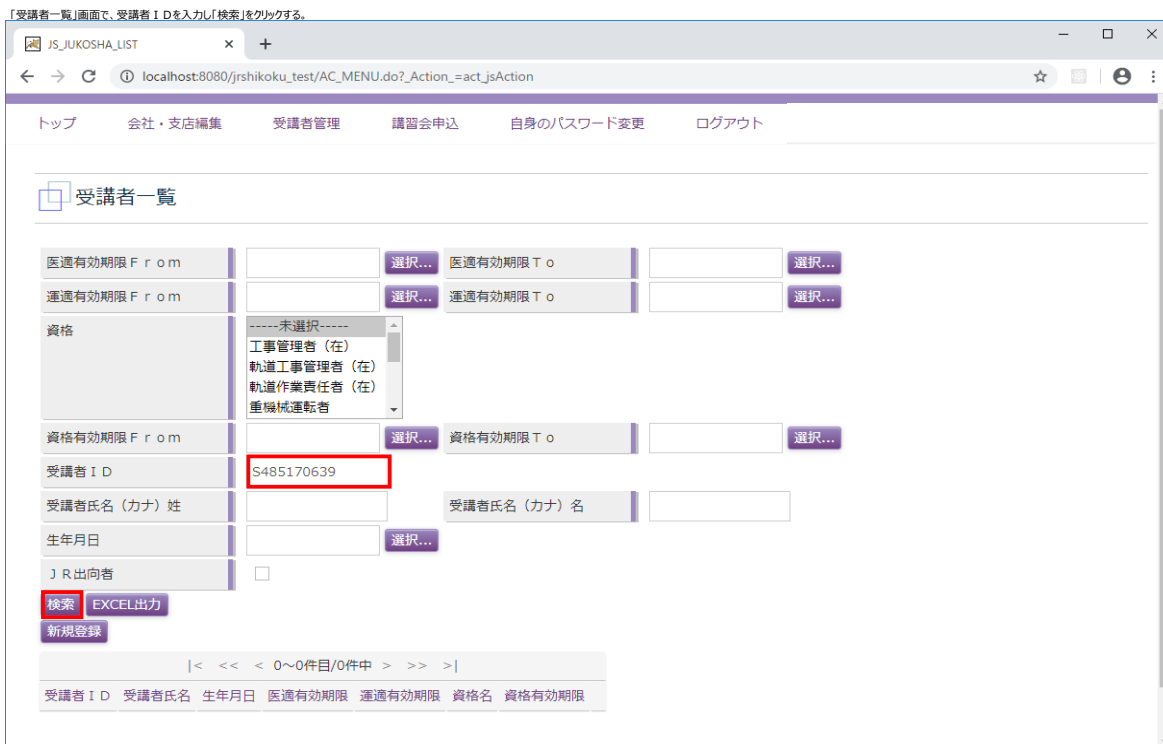 「受講者一覧」画面で、受講者ＩＤを入力し「検索」をクリックする。
JS_JUKOSHA_LIST
localhost:8080/jrshikoku_test/AC_MENU.do?_Action_=act_jsAction
トップ 会社・支店編集 受講者管理 講習会申込 自身のパスワード変更 ログアウト
受講者一覧
医適有効期限Ｆｒｏｍ 選択... 医適有効期限Ｔｏ 選択...
運適有効期限Ｆｒｏｍ 選択... 運適有効期限Ｔｏ 選択...
資格 -----未選択-----
工事管理者（在）
軌道工事管理者（在）
軌道作業責任者（在）
重機械運転者
資格有効期限Ｆｒｏｍ 選択... 資格有効期限Ｔｏ 選択...
受講者ＩＤ S485170639
受講者氏名（カナ）姓 受講者氏名（カナ）名
生年月日 選択...
ＪＲ出向者
検索 EXCEL出力
新規登録
|< << < 0～0件目/0件中 > >> >|
受講者ＩＤ 受講者氏名 生年月日 医適有効期限 運適有効期限 資格名 資格有効期限